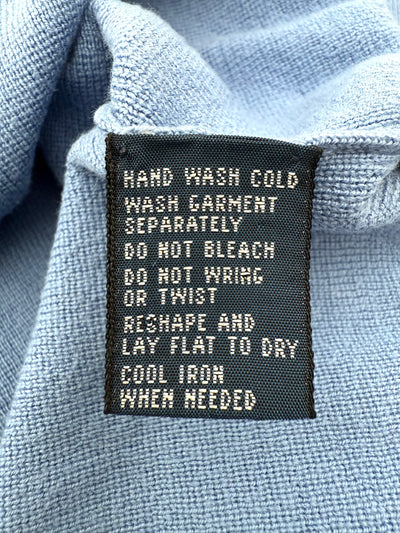 HAND WASH COLD
WASH GARMENT
SEPARATELY
DO NOT BLEACH
DO NOT WRING
OR TWIST
RESHAPE AND
LAY FLAT TO DRY
COOL IRON
WHEN NEEDED